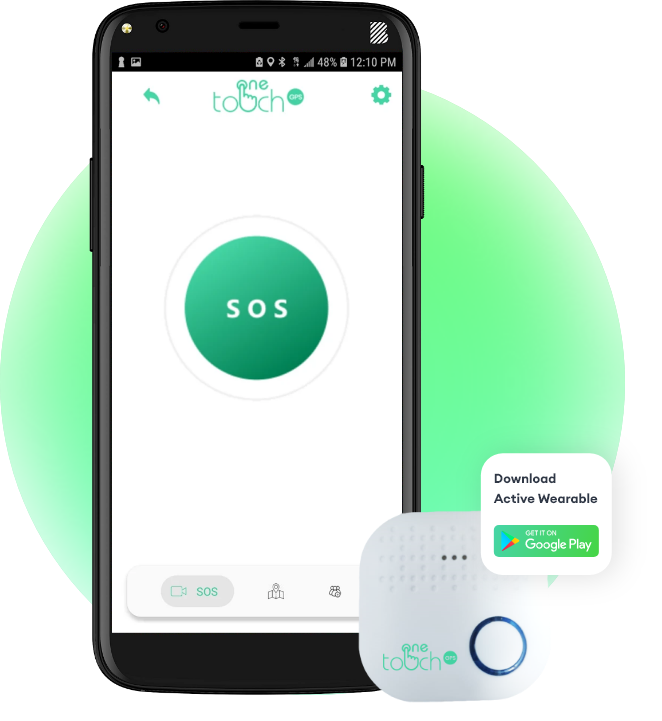 48% 12:10 PM
one
touch GPS
SOS
SOS
Download
Active Wearable
GET IT ON
Google Play
one
touch GPS